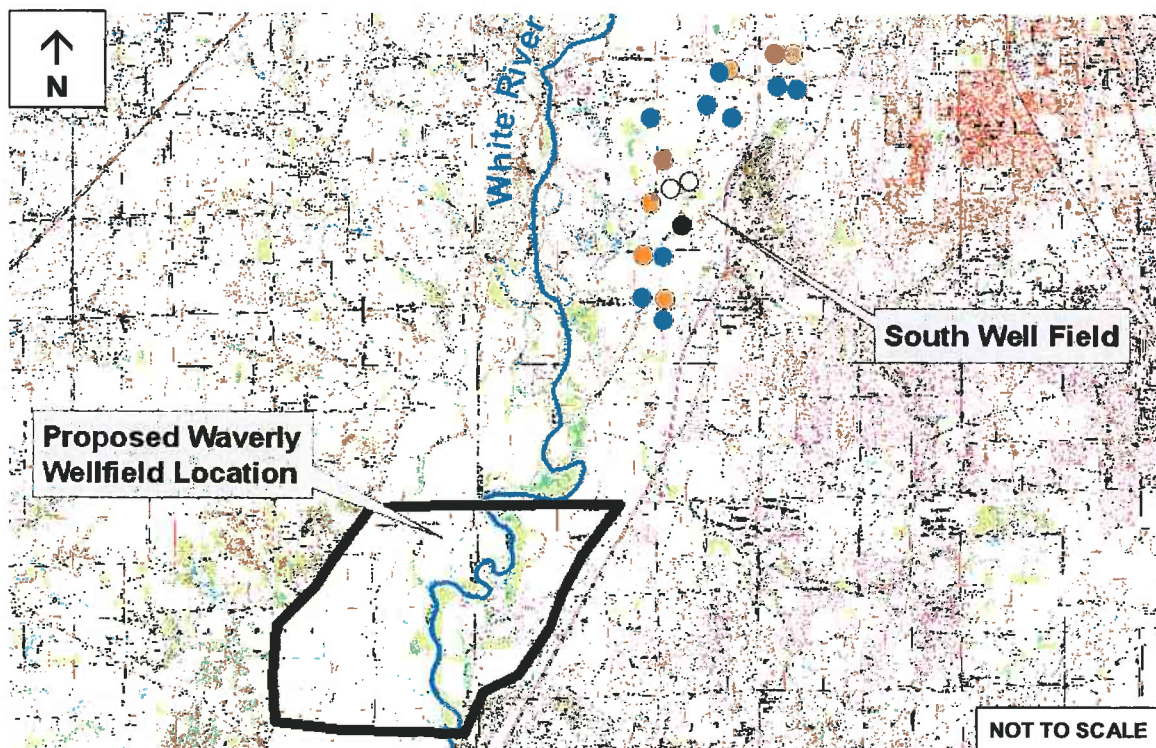 N
White River
South Well Field
Proposed Waverly
Wellfield Location
NOT TO SCALE